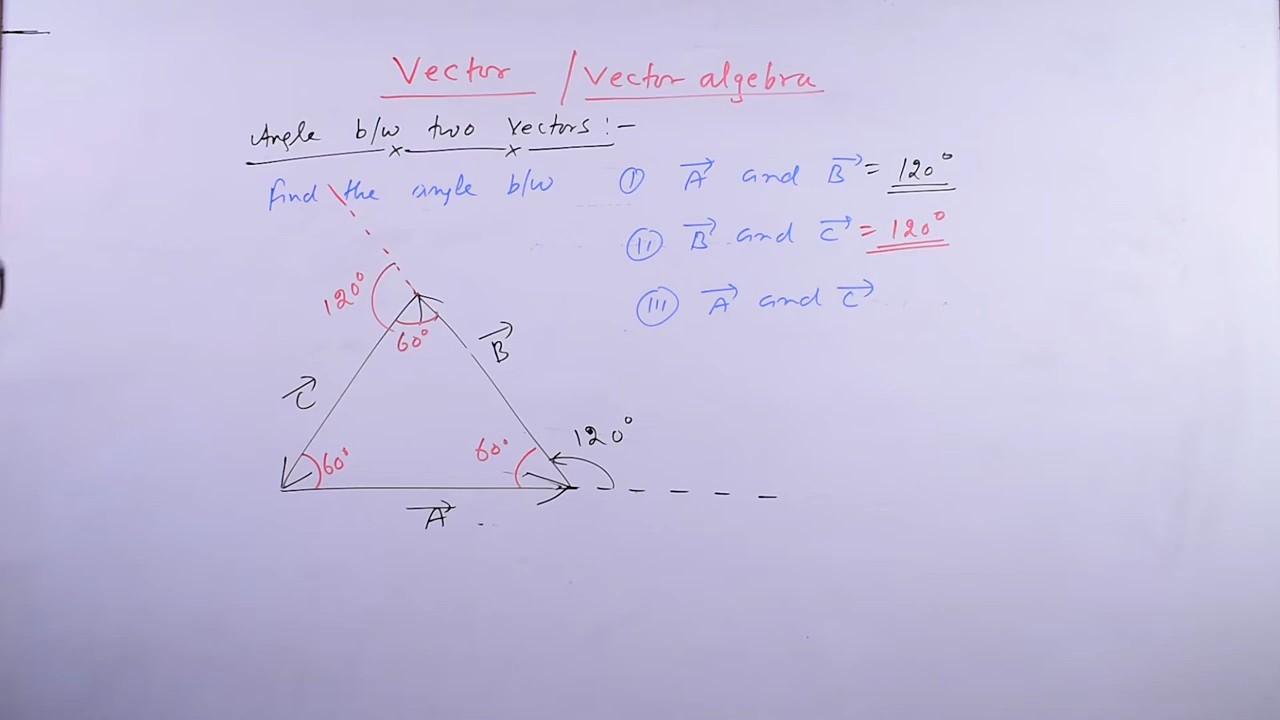 Vector / Vector algebra
Angle b/w two vectors :-
find the angle b/w
(I) A⃗ and B⃗ = 120°
(II) B⃗ and C⃗ = 120°
(III) A⃗ and C⃗
120°
60°
B⃗
C⃗
120°
60°
60°
A⃗